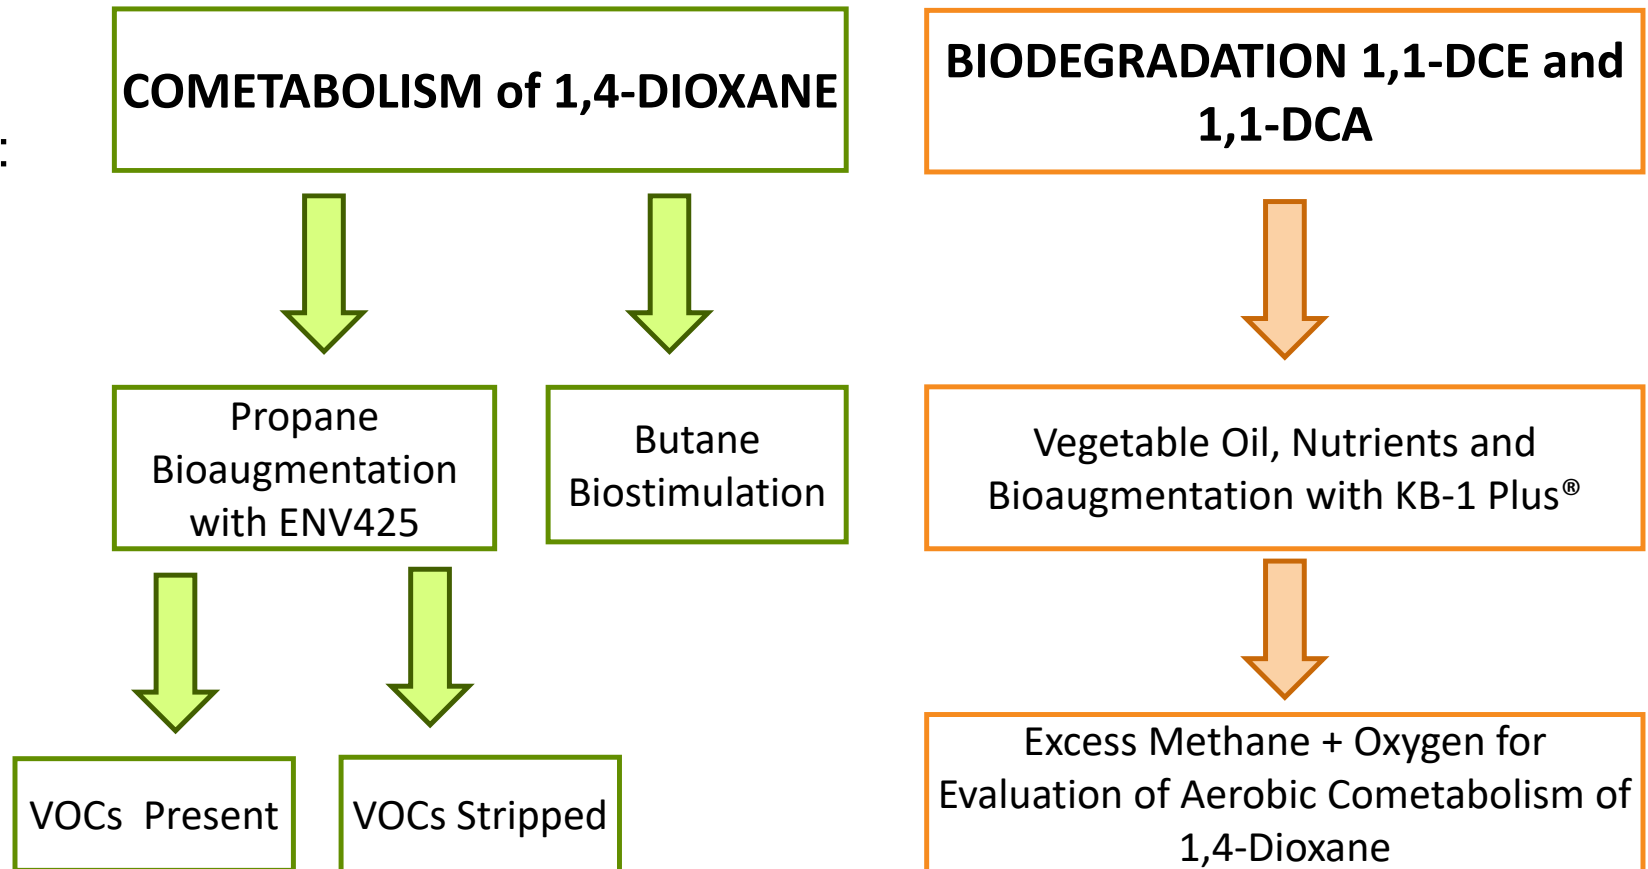 :
COMETABOLISM of 1,4-DIOXANE
BIODEGRADATION 1,1-DCE and
1,1-DCA
Propane
Bioaugmentation
with ENV425
Butane
Biostimulation
Vegetable Oil, Nutrients and
Bioaugmentation with KB-1 Plus®
VOCs  Present
VOCs Stripped
Excess Methane + Oxygen for
Evaluation of Aerobic Cometabolism of
1,4-Dioxane